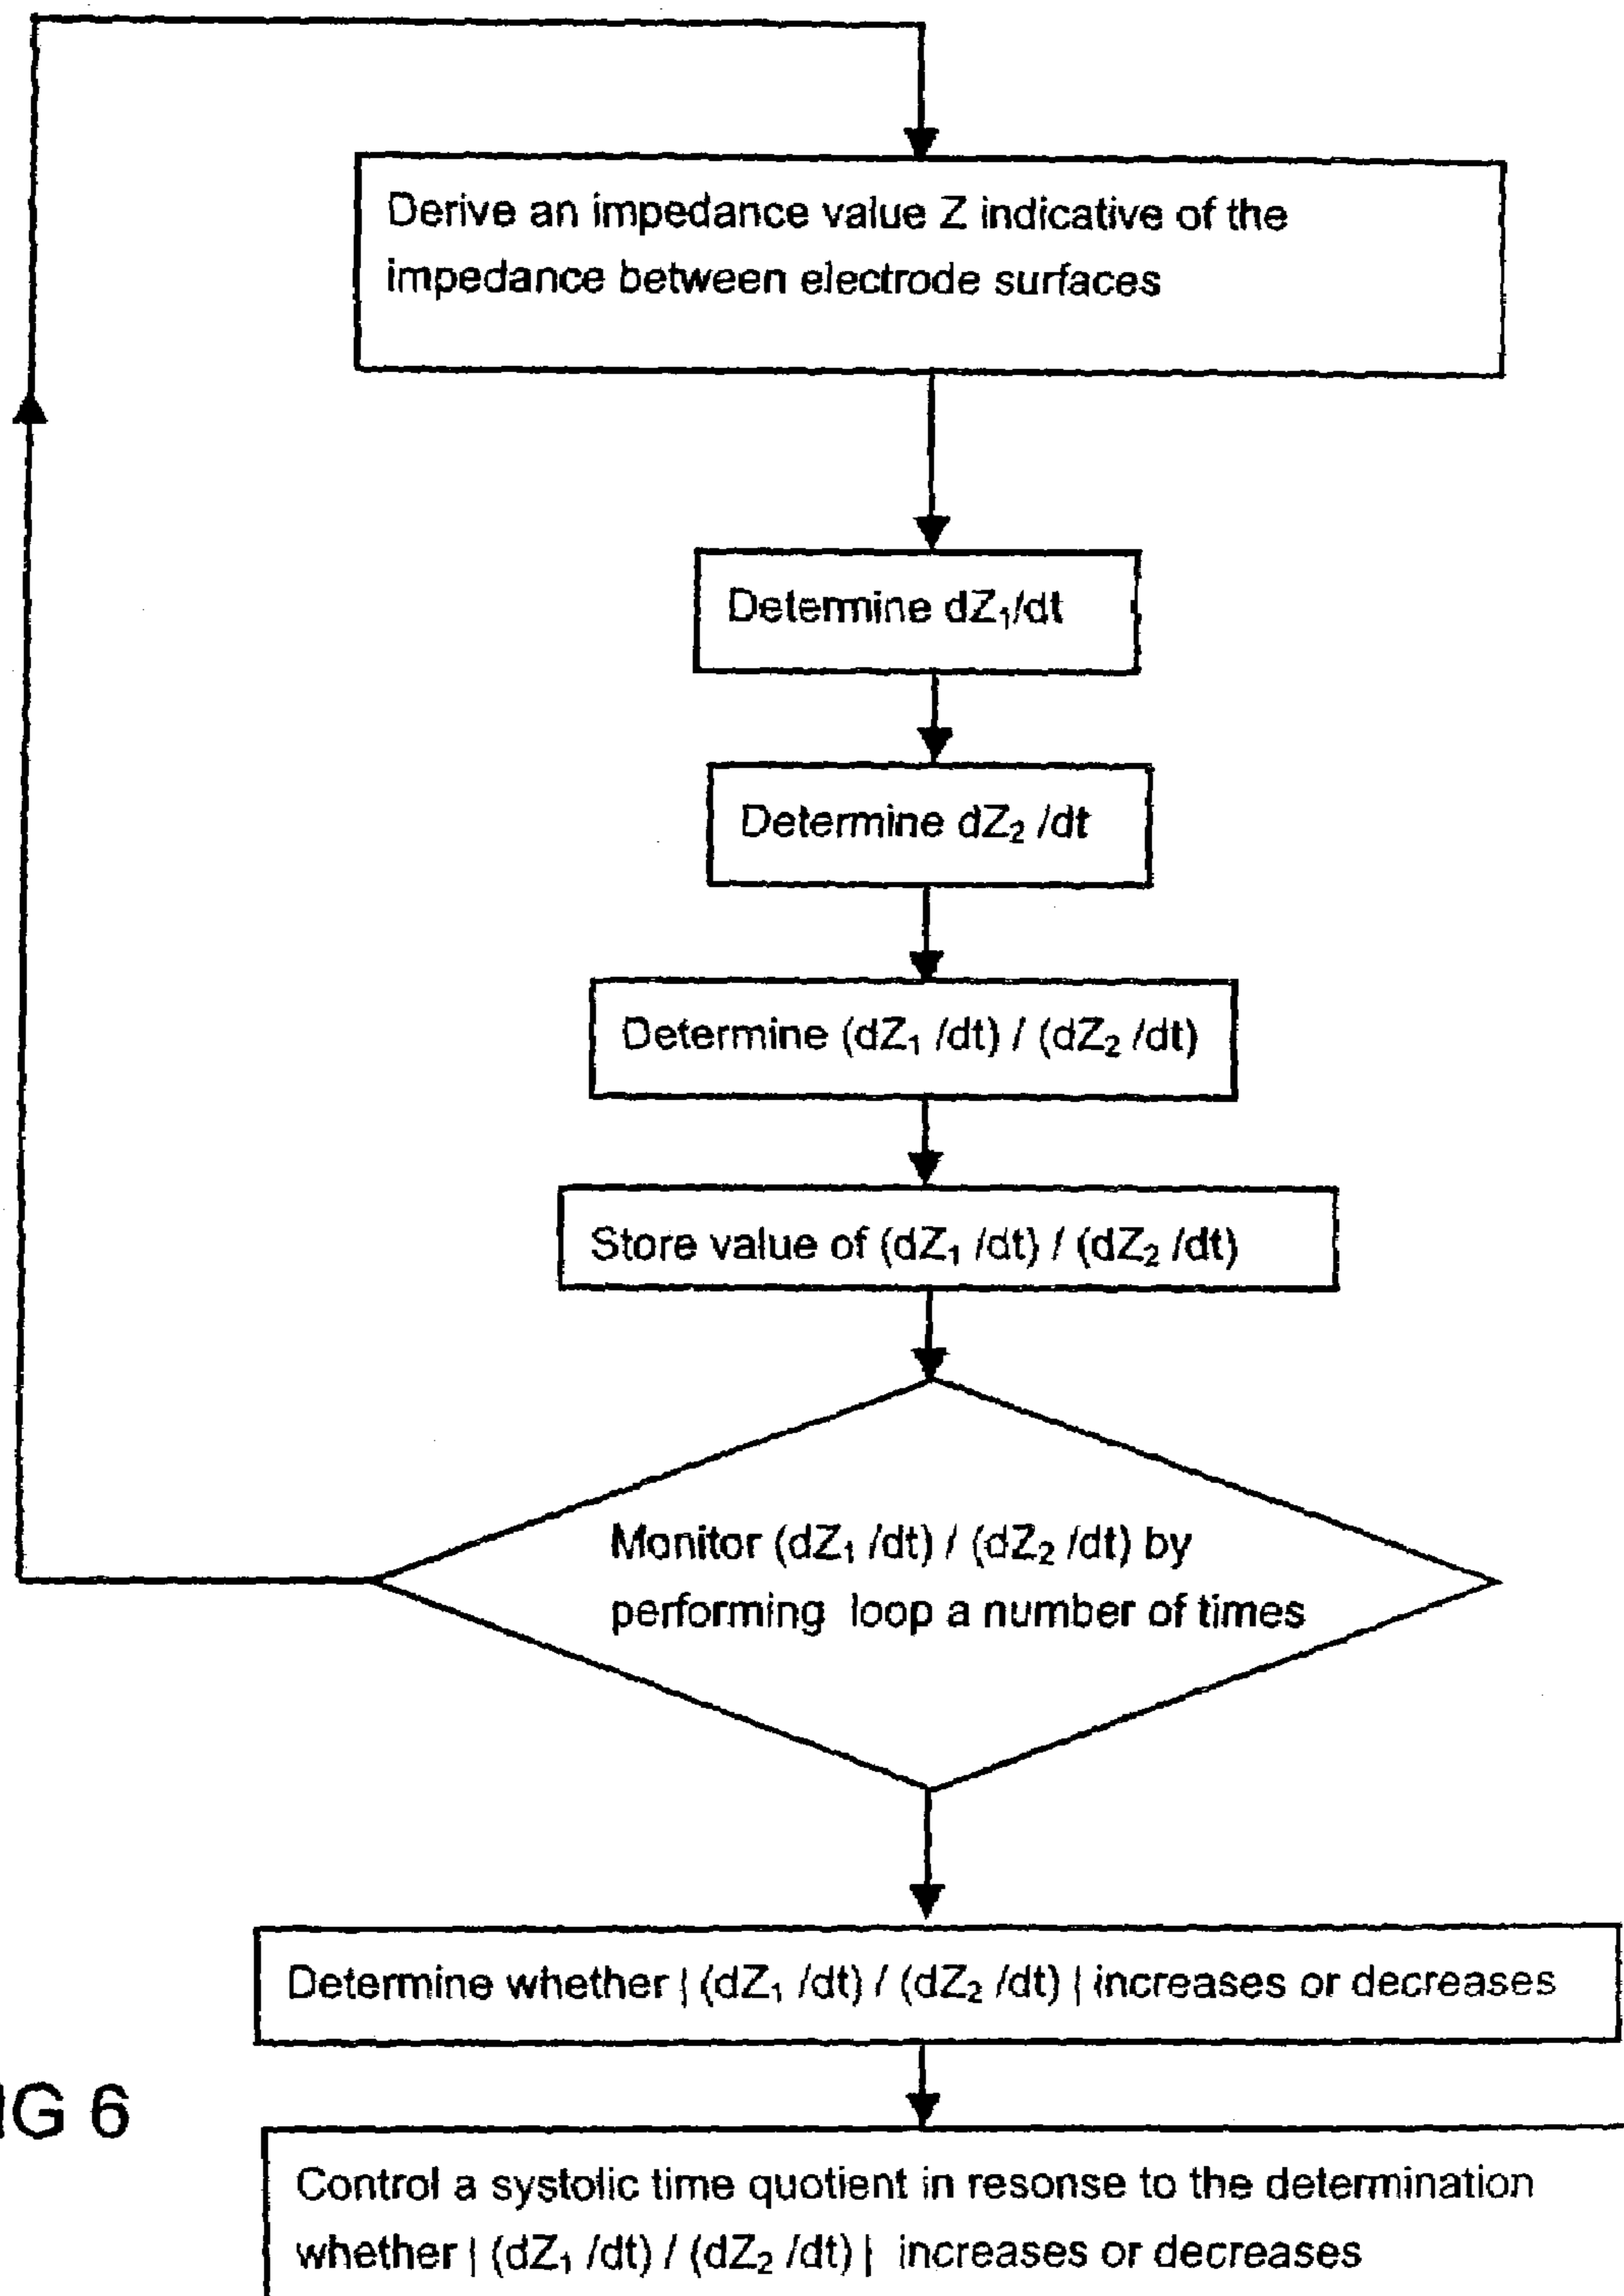 Derive an impedance value Z indicative of the
impedance between electrode surfaces
Determine dZ₁/dt
Determine dZ₂ /dt
Determine (dZ₁ /dt) / (dZ₂ /dt)
Store value of (dZ₁ /dt) / (dZ₂ /dt)
Monitor (dZ₁ /dt) / (dZ₂ /dt) by
performing loop a number of times
Determine whether | (dZ₁ /dt) / (dZ₂ /dt) | increases or decreases
IG 6
Control a systolic time quotient in resonse to the determination
whether | (dZ₁ /dt) / (dZ₂ /dt) | increases or decreases